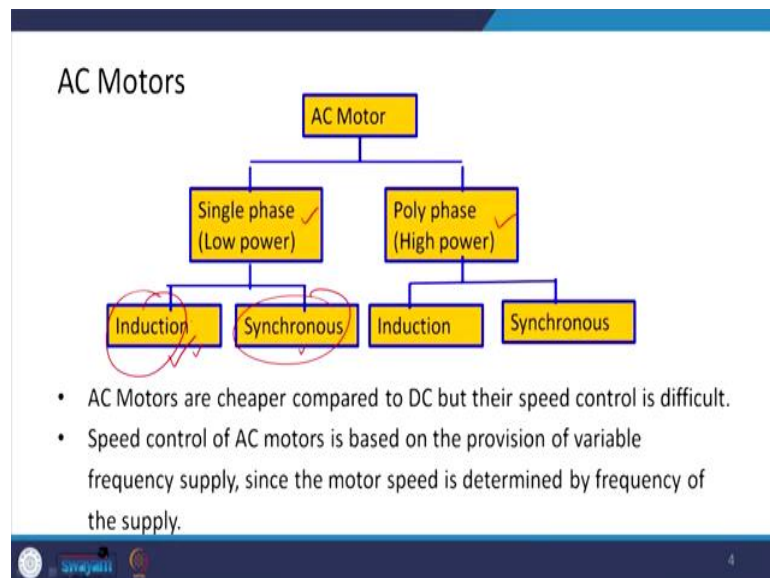 AC Motors
AC Motor
Single phase
(Low power)
Poly phase
(High power)
Induction
Synchronous
Induction
Synchronous
• AC Motors are cheaper compared to DC but their speed control is difficult.
• Speed control of AC motors is based on the provision of variable
frequency supply, since the motor speed is determined by frequency of
the supply.
swayam
4